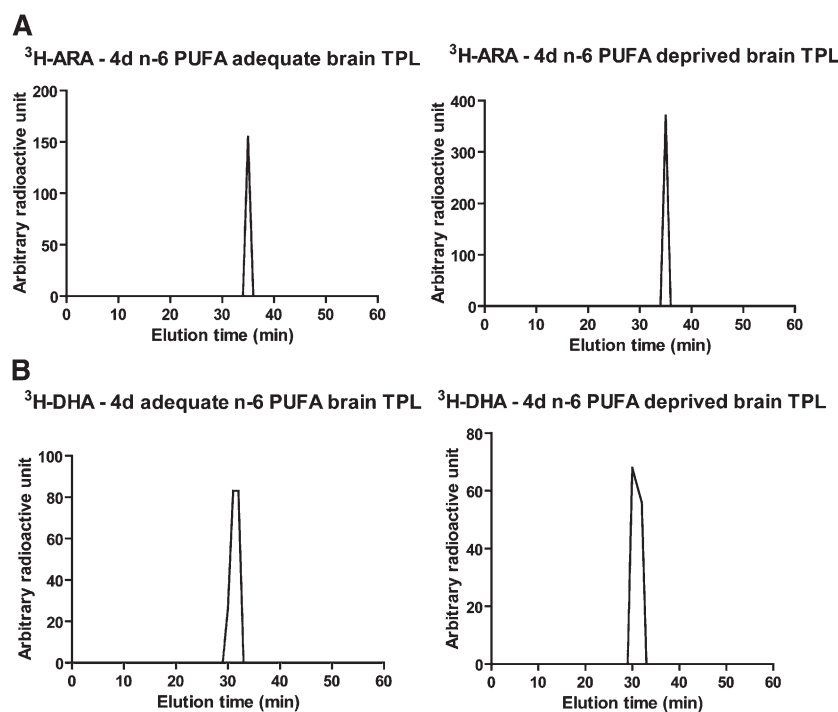 A
³H-ARA - 4d n-6 PUFA adequate brain TPL
Arbitrary radioactive unit
200
150
100
50
0
0 10 20 30 40 50 60
Elution time (min)
³H-ARA - 4d n-6 PUFA deprived brain TPL
Arbitrary radioactive unit
400
300
200
100
0
0 10 20 30 40 50 60
Elution time (min)
B
³H-DHA - 4d adequate n-6 PUFA brain TPL
Arbitrary radioactive unit
100
80
60
40
20
0
0 10 20 30 40 50 60
Elution time (min)
³H-DHA - 4d n-6 PUFA deprived brain TPL
Arbitrary radioactive unit
80
60
40
20
0
0 10 20 30 40 50 60
Elution time (min)